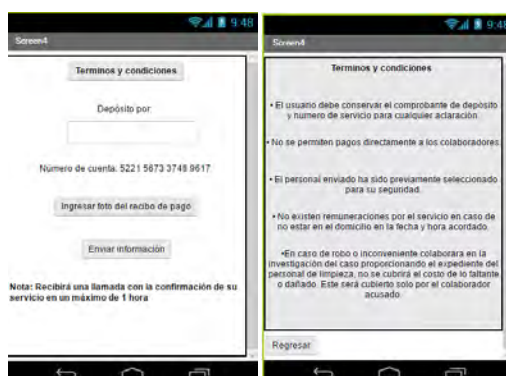 9:48
Screen4
Terminos y condiciones
Depósito por:
Número de cuenta: 5221 5673 3748 9617
Ingresar foto del recibo de pago
Enviar información
Nota: Recibirá una llamada con la confirmación de su
servicio en un máximo de 1 hora
9:48
Screen4
Terminos y condiciones
• El usuario debe conservar el comprobante de depósito
y numero de servicio para cualquier aclaración.
• No se permiten pagos directamente a los colaboradores.
• El personal enviado ha sido previamente seleccionado
para su seguridad.
• No existen remuneraciones por el servicio en caso de
no estar en el domicilio en la fecha y hora acordado.
•En caso de robo o inconveniente colaborara en la
investigación del caso proporcionando el expediente del
personal de limpieza, no se cubrirá el costo de lo faltante
o dañado. Este será cubierto solo por el colaborador
acusado.
Regresar